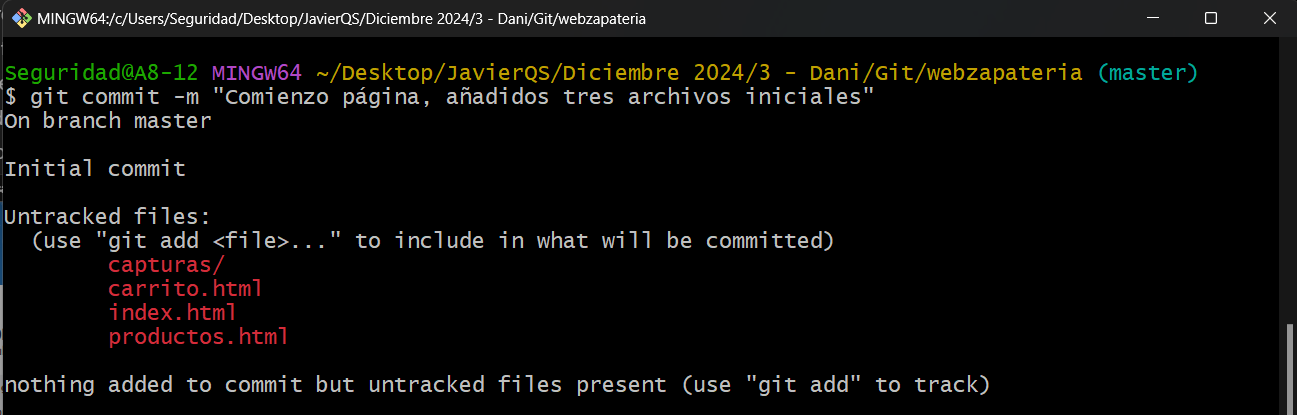 MINGW64:/c/Users/Seguridad/Desktop/JavierQS/Diciembre 2024/3 - Dani/Git/webzapateria
Seguridad@A8-12 MINGW64 ~/Desktop/JavierQS/Diciembre 2024/3 - Dani/Git/webzapateria (master)
$ git commit -m "Comienzo página, añadidos tres archivos iniciales"
On branch master
Initial commit
Untracked files:
  (use "git add <file>..." to include in what will be committed)
        capturas/
        carrito.html
        index.html
        productos.html
nothing added to commit but untracked files present (use "git add" to track)